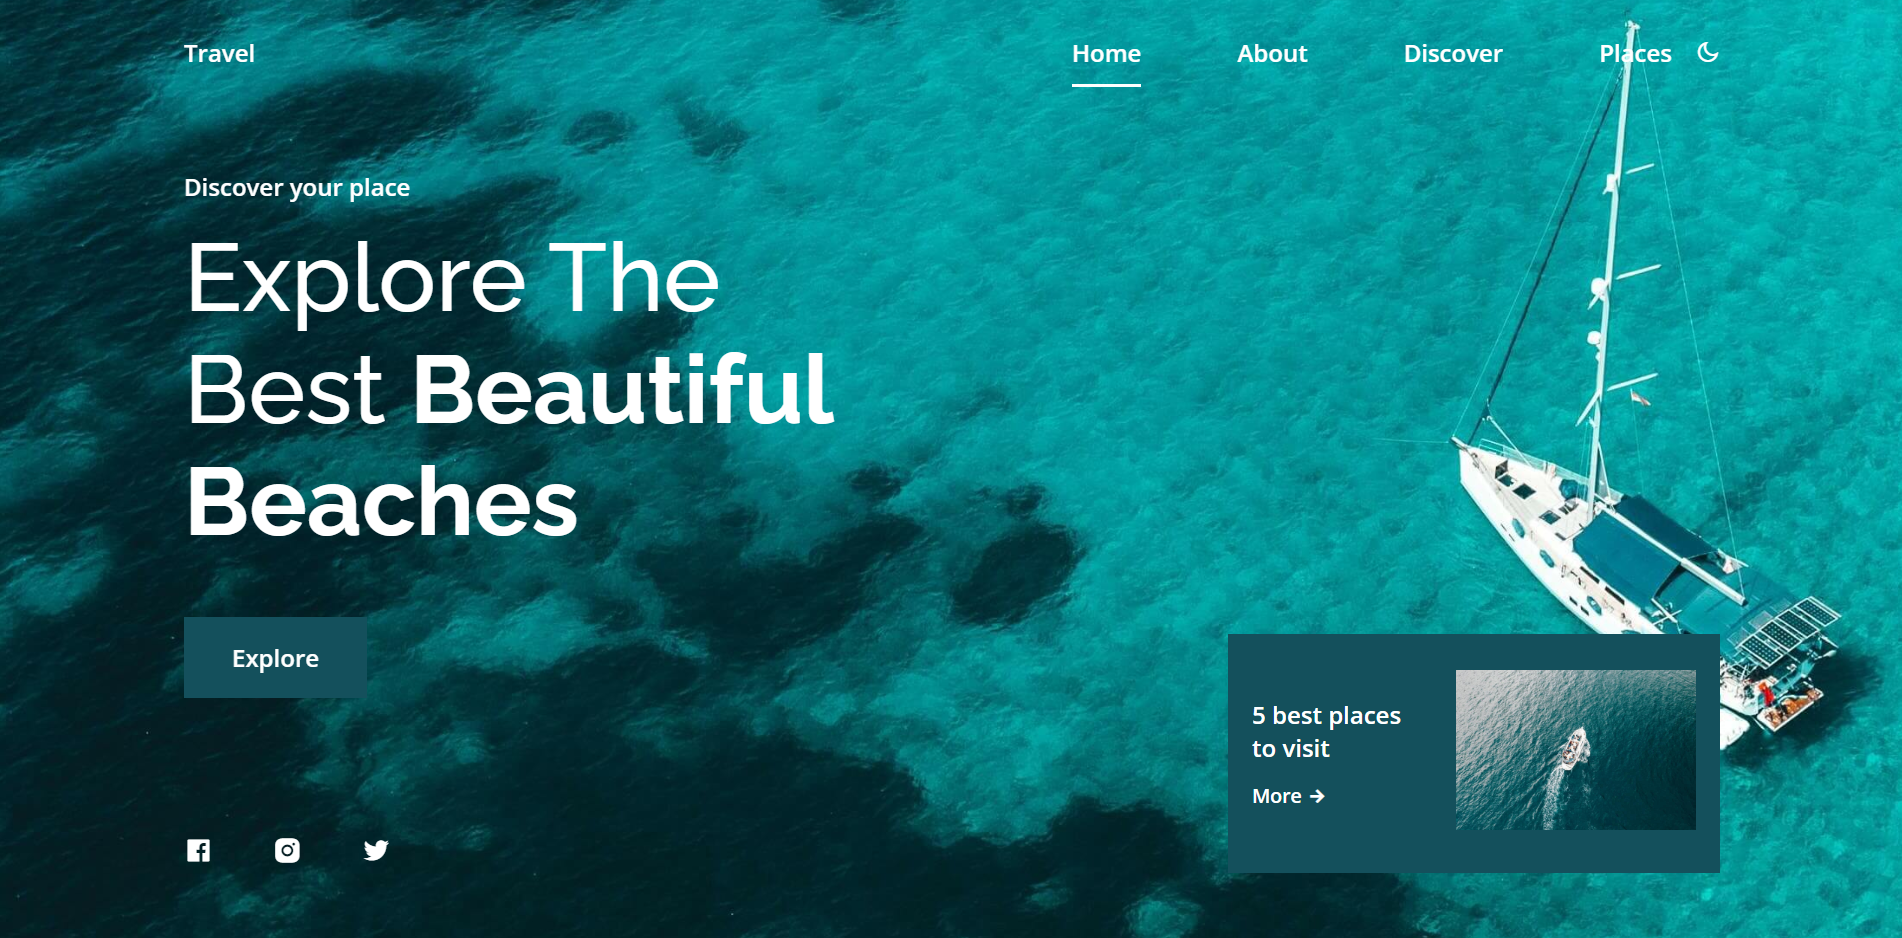 Travel
Home
About
Discover
Places
Discover your place
Explore The
Best Beautiful
Beaches
Explore
5 best places
to visit
More →